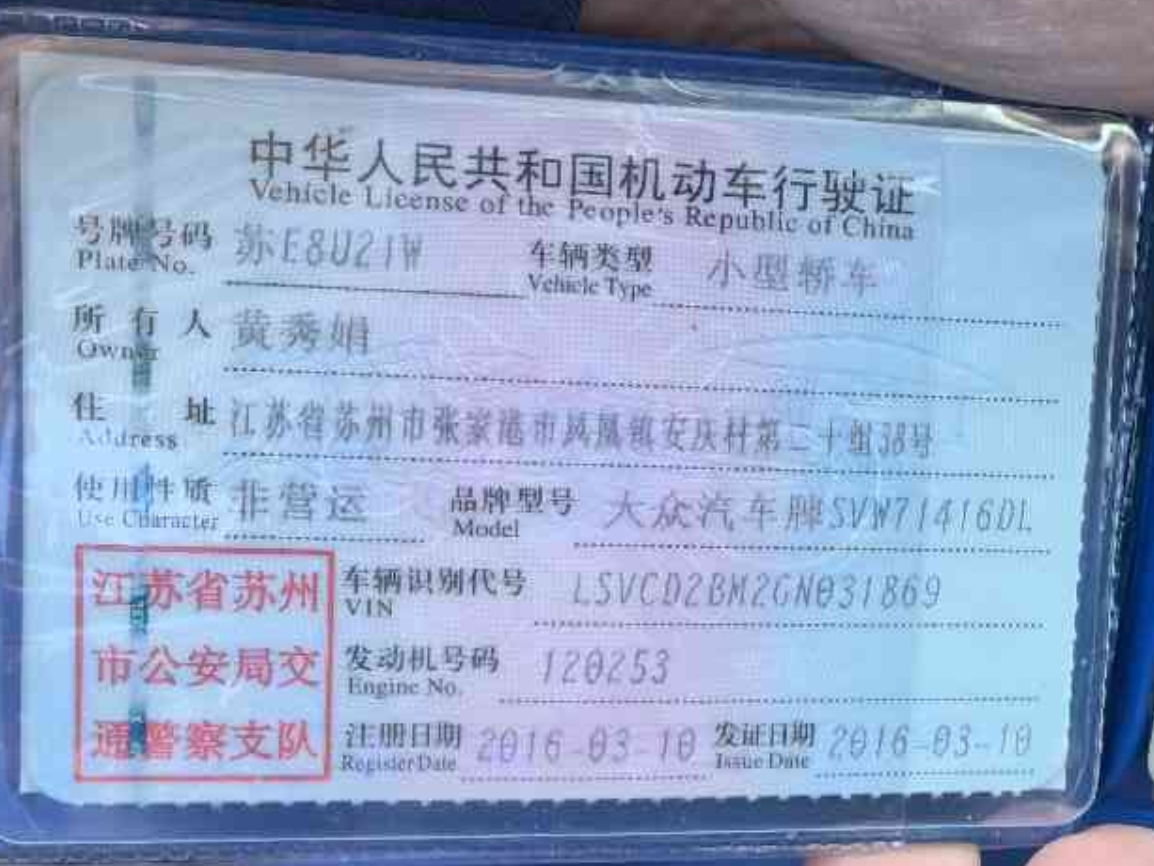 中华人民共和国机动车行驶证
Vehicle License of the People's Republic of China
号牌号码 苏E8U21W 车辆类型 小型轿车
Plate No. Vehicle Type
所有人 黄秀娟
Owner
住址 江苏省苏州市张家港市凤凰镇安庆村第二十组38号
Address
使用性质 非营运 品牌型号 大众汽车牌SVW71416DL
Use Character Model
江苏省苏州
市公安局交
通警察支队
车辆识别代号 LSVCD2BM2GN031869
VIN
发动机号码 120253
Engine No.
注册日期 2016-03-10 发证日期 2016-03-10
Register Date Issue Date